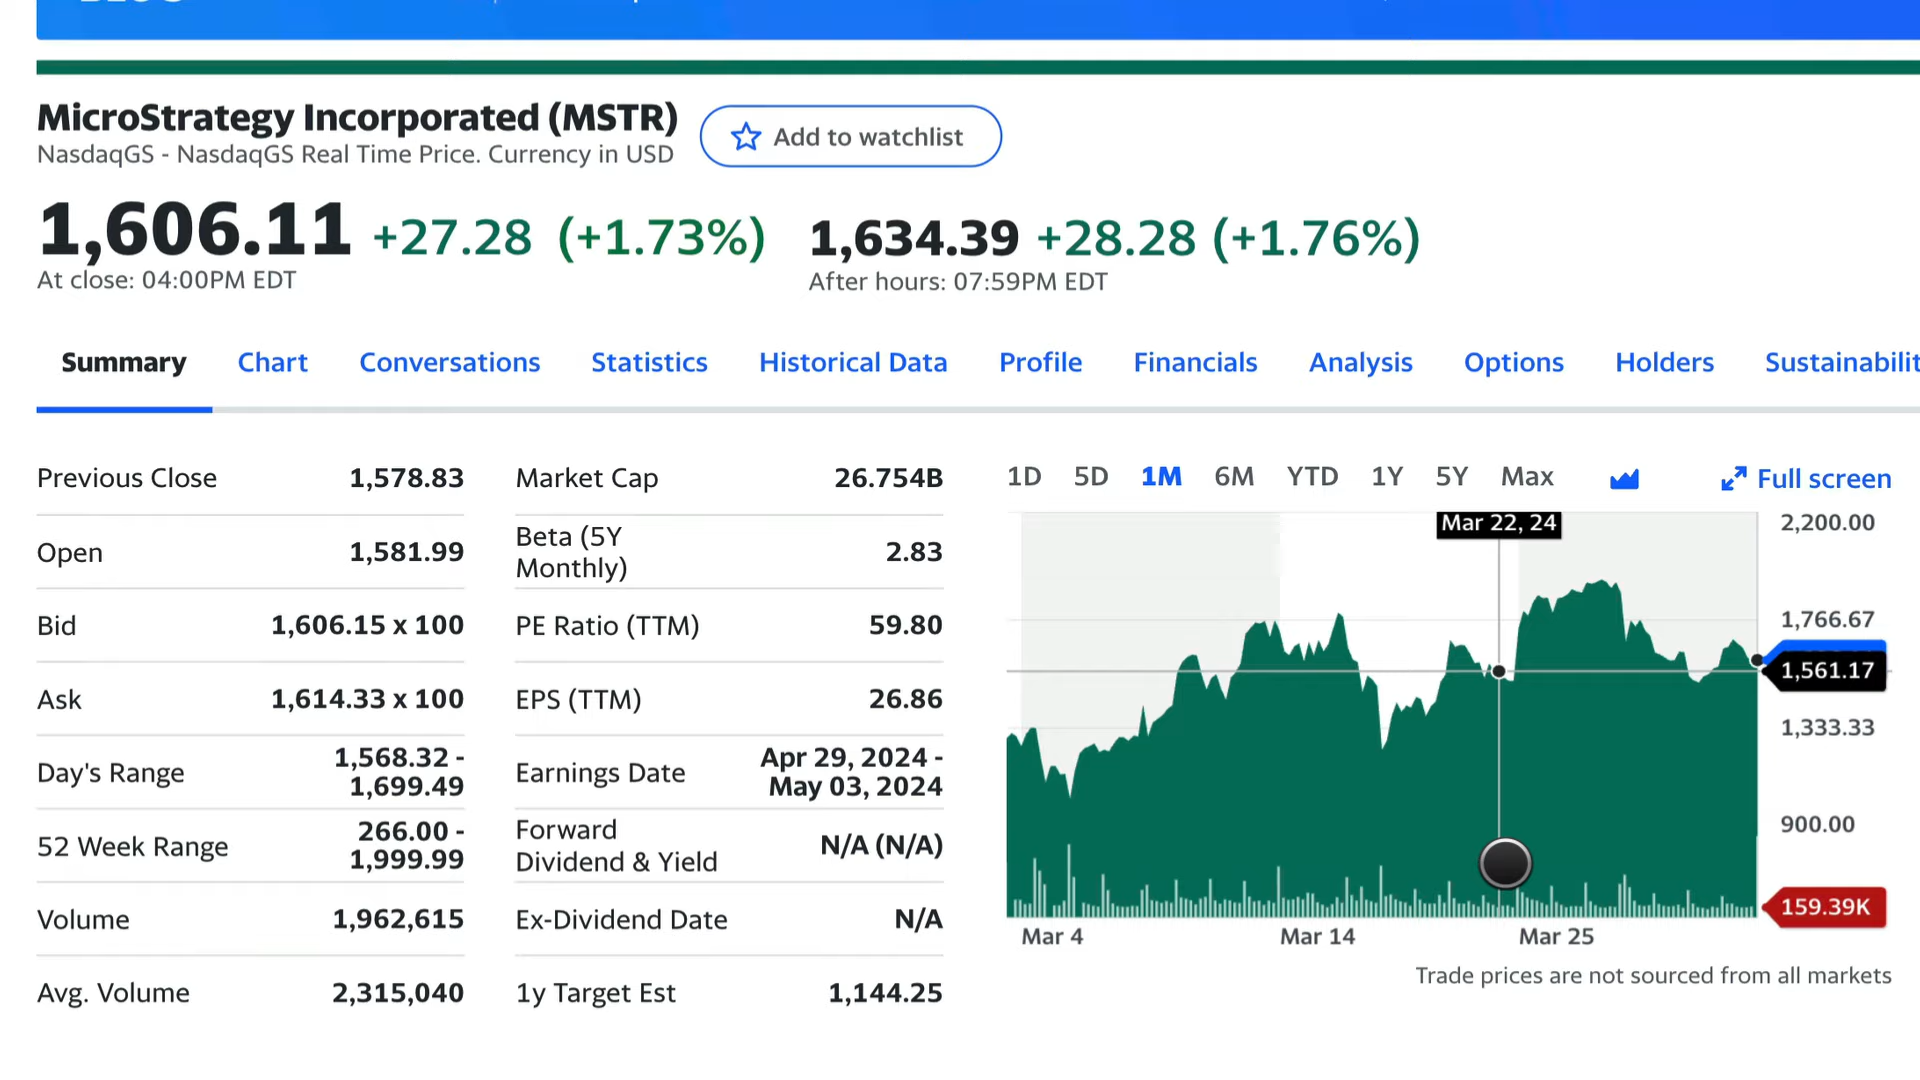 MicroStrategy Incorporated (MSTR)
Add to watchlist
NasdaqGS - NasdaqGS Real Time Price. Currency in USD
1,606.11 +27.28 (+1.73%)
At close: 04:00PM EDT
1,634.39 +28.28 (+1.76%)
After hours: 07:59PM EDT
Summary Chart Conversations Statistics Historical Data Profile Financials Analysis Options Holders Sustainabilit
Previous Close 1,578.83
Open 1,581.99
Bid 1,606.15 x 100
Ask 1,614.33 x 100
Day's Range 1,568.32 -
1,699.49
52 Week Range 266.00 -
1,999.99
Volume 1,962,615
Avg. Volume 2,315,040
Market Cap 26.754B
Beta (5Y
Monthly) 2.83
PE Ratio (TTM) 59.80
EPS (TTM) 26.86
Earnings Date Apr 29, 2024 -
May 03, 2024
Forward
Dividend & Yield N/A (N/A)
Ex-Dividend Date N/A
1y Target Est 1,144.25
1D 5D 1M 6M YTD 1Y 5Y Max Full screen
Mar 22, 24
2,200.00
1,766.67
1,561.17
1,333.33
900.00
159.39K
Mar 4 Mar 14 Mar 25
Trade prices are not sourced from all markets